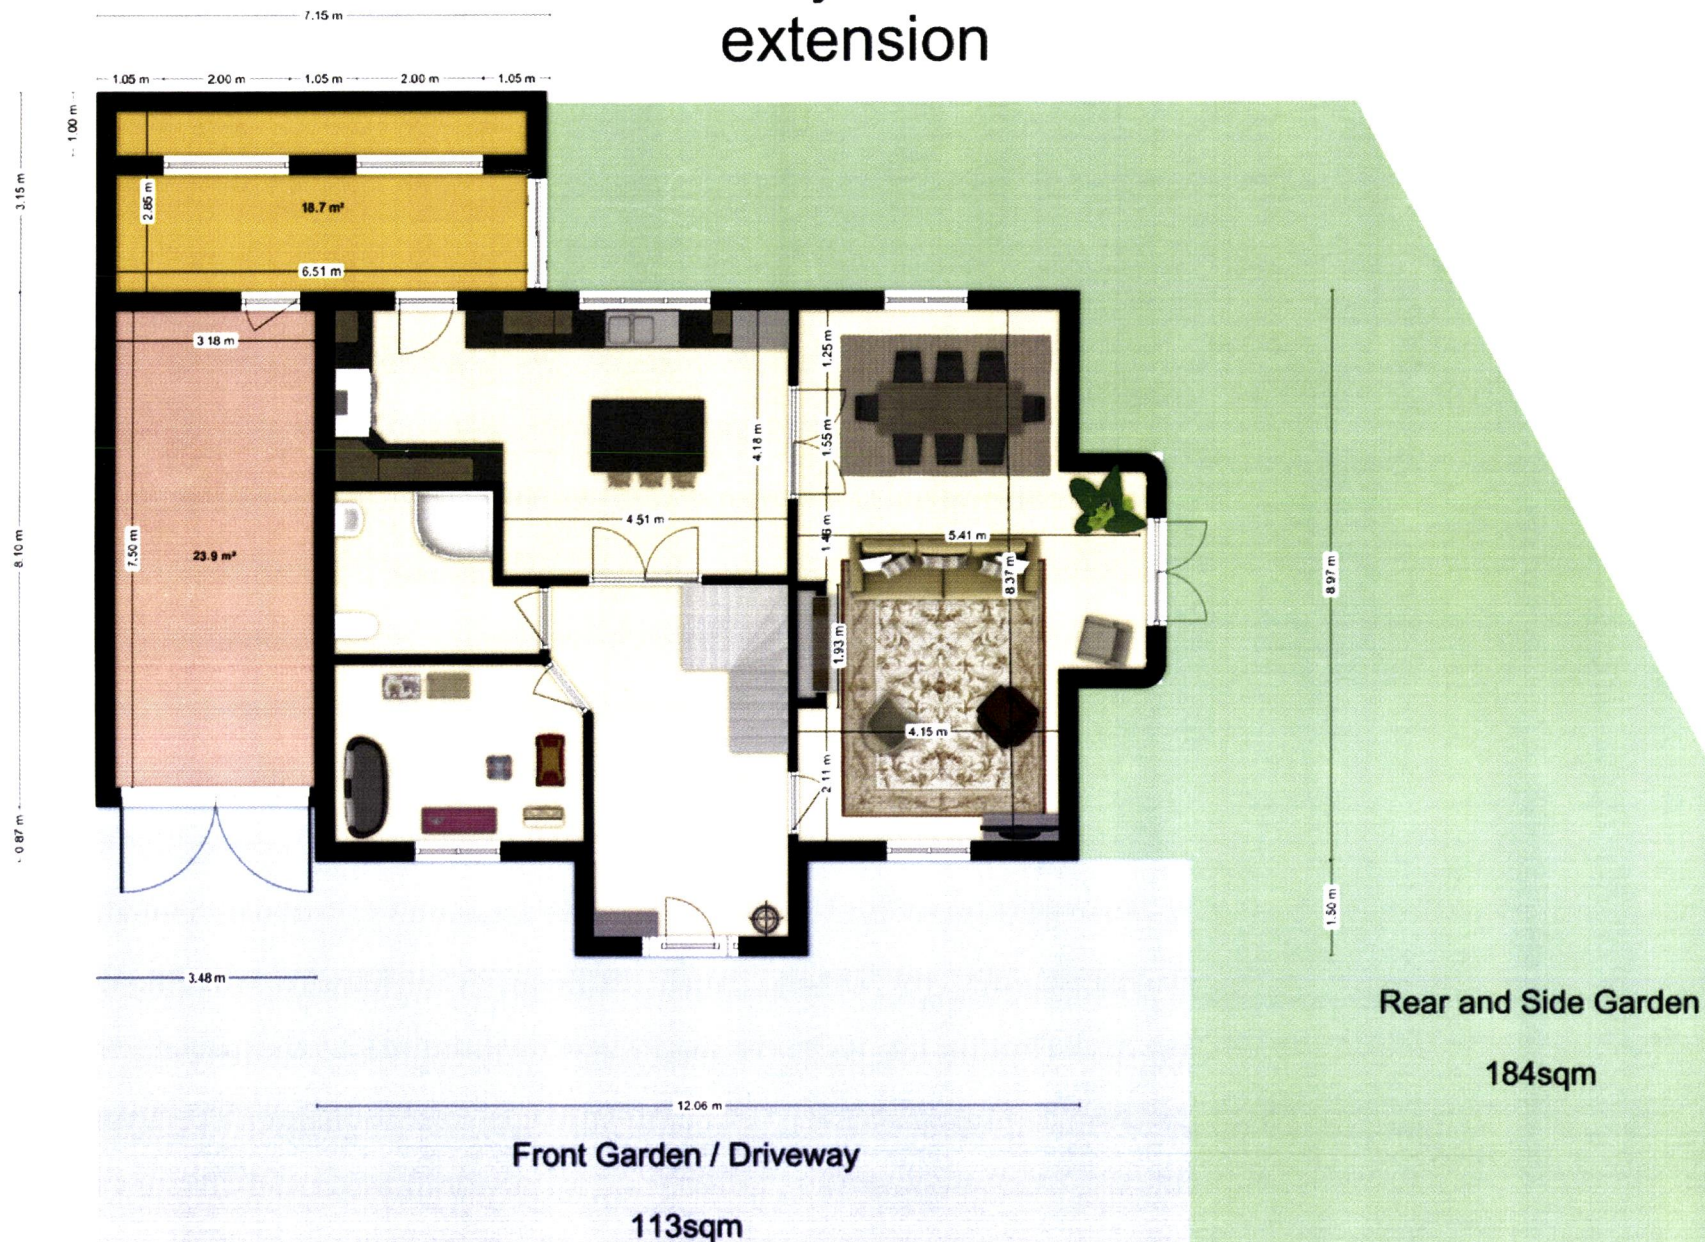 7.15 m
extension
1.05 m
2.00 m
1.05 m
2.00 m
1.05 m
1.00 m
3.15 m
2.85 m
18.7 m²
6.51 m
3.18 m
1.25 m
1.55 m
4.18 m
4.51 m
1.46 m
5.41 m
7.50 m
23.9 m²
8.10 m
8.37 m
8.97 m
1.93 m
4.15 m
2.11 m
0.87 m
1.50 m
3.48 m
Rear and Side Garden
184sqm
12.06 m
Front Garden / Driveway
113sqm